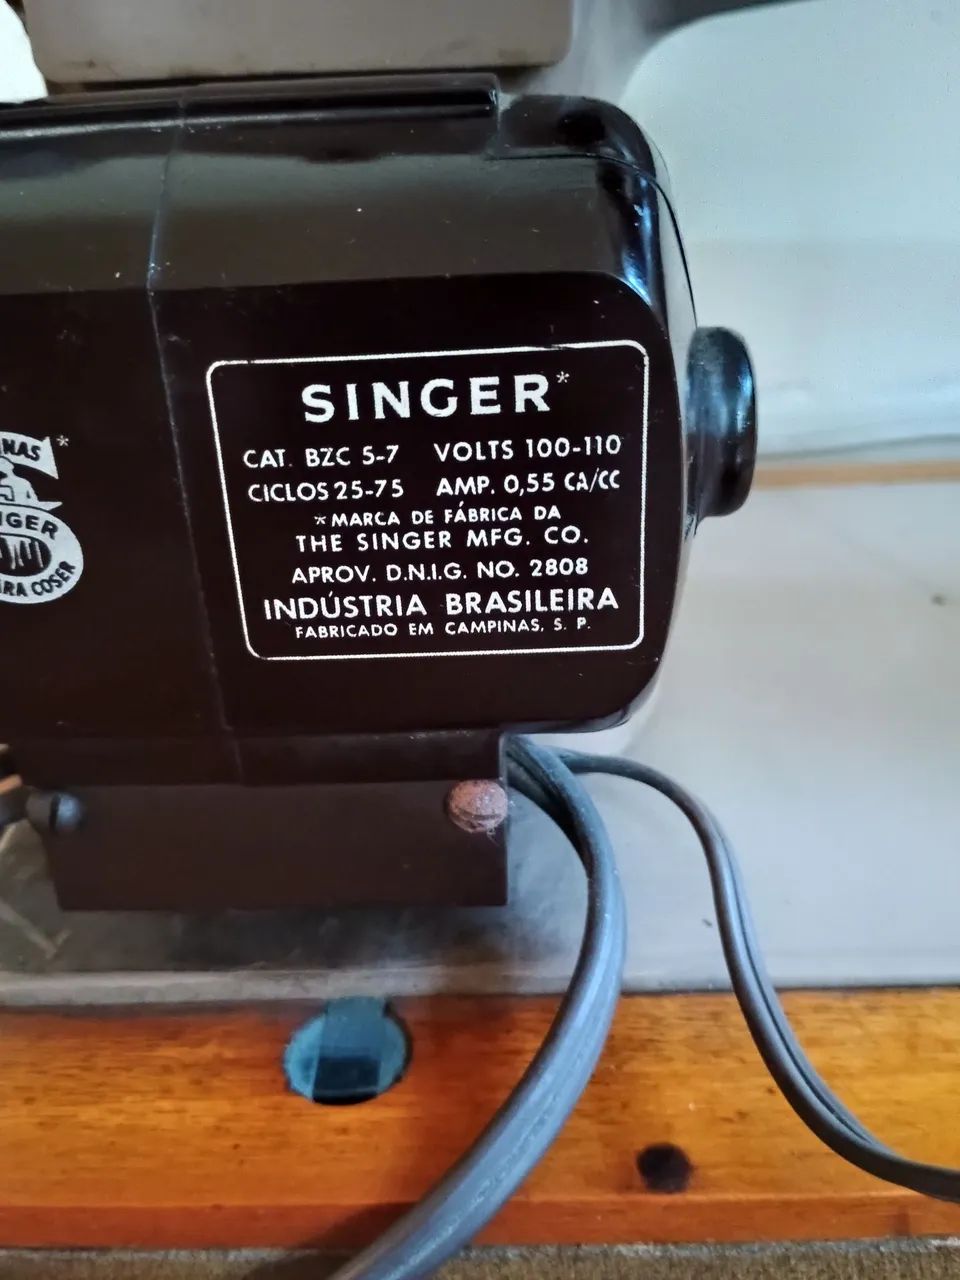 SINGER*
CAT. BZC 5-7 VOLTS 100-110
CICLOS 25-75 AMP. 0,55 CA/CC
*MARCA DE FÁBRICA DA
THE SINGER MFG. CO.
APROV. D.N.I.G. NO. 2808
INDÚSTRIA BRASILEIRA
FABRICADO EM CAMPINAS, S. P.
*
COSER